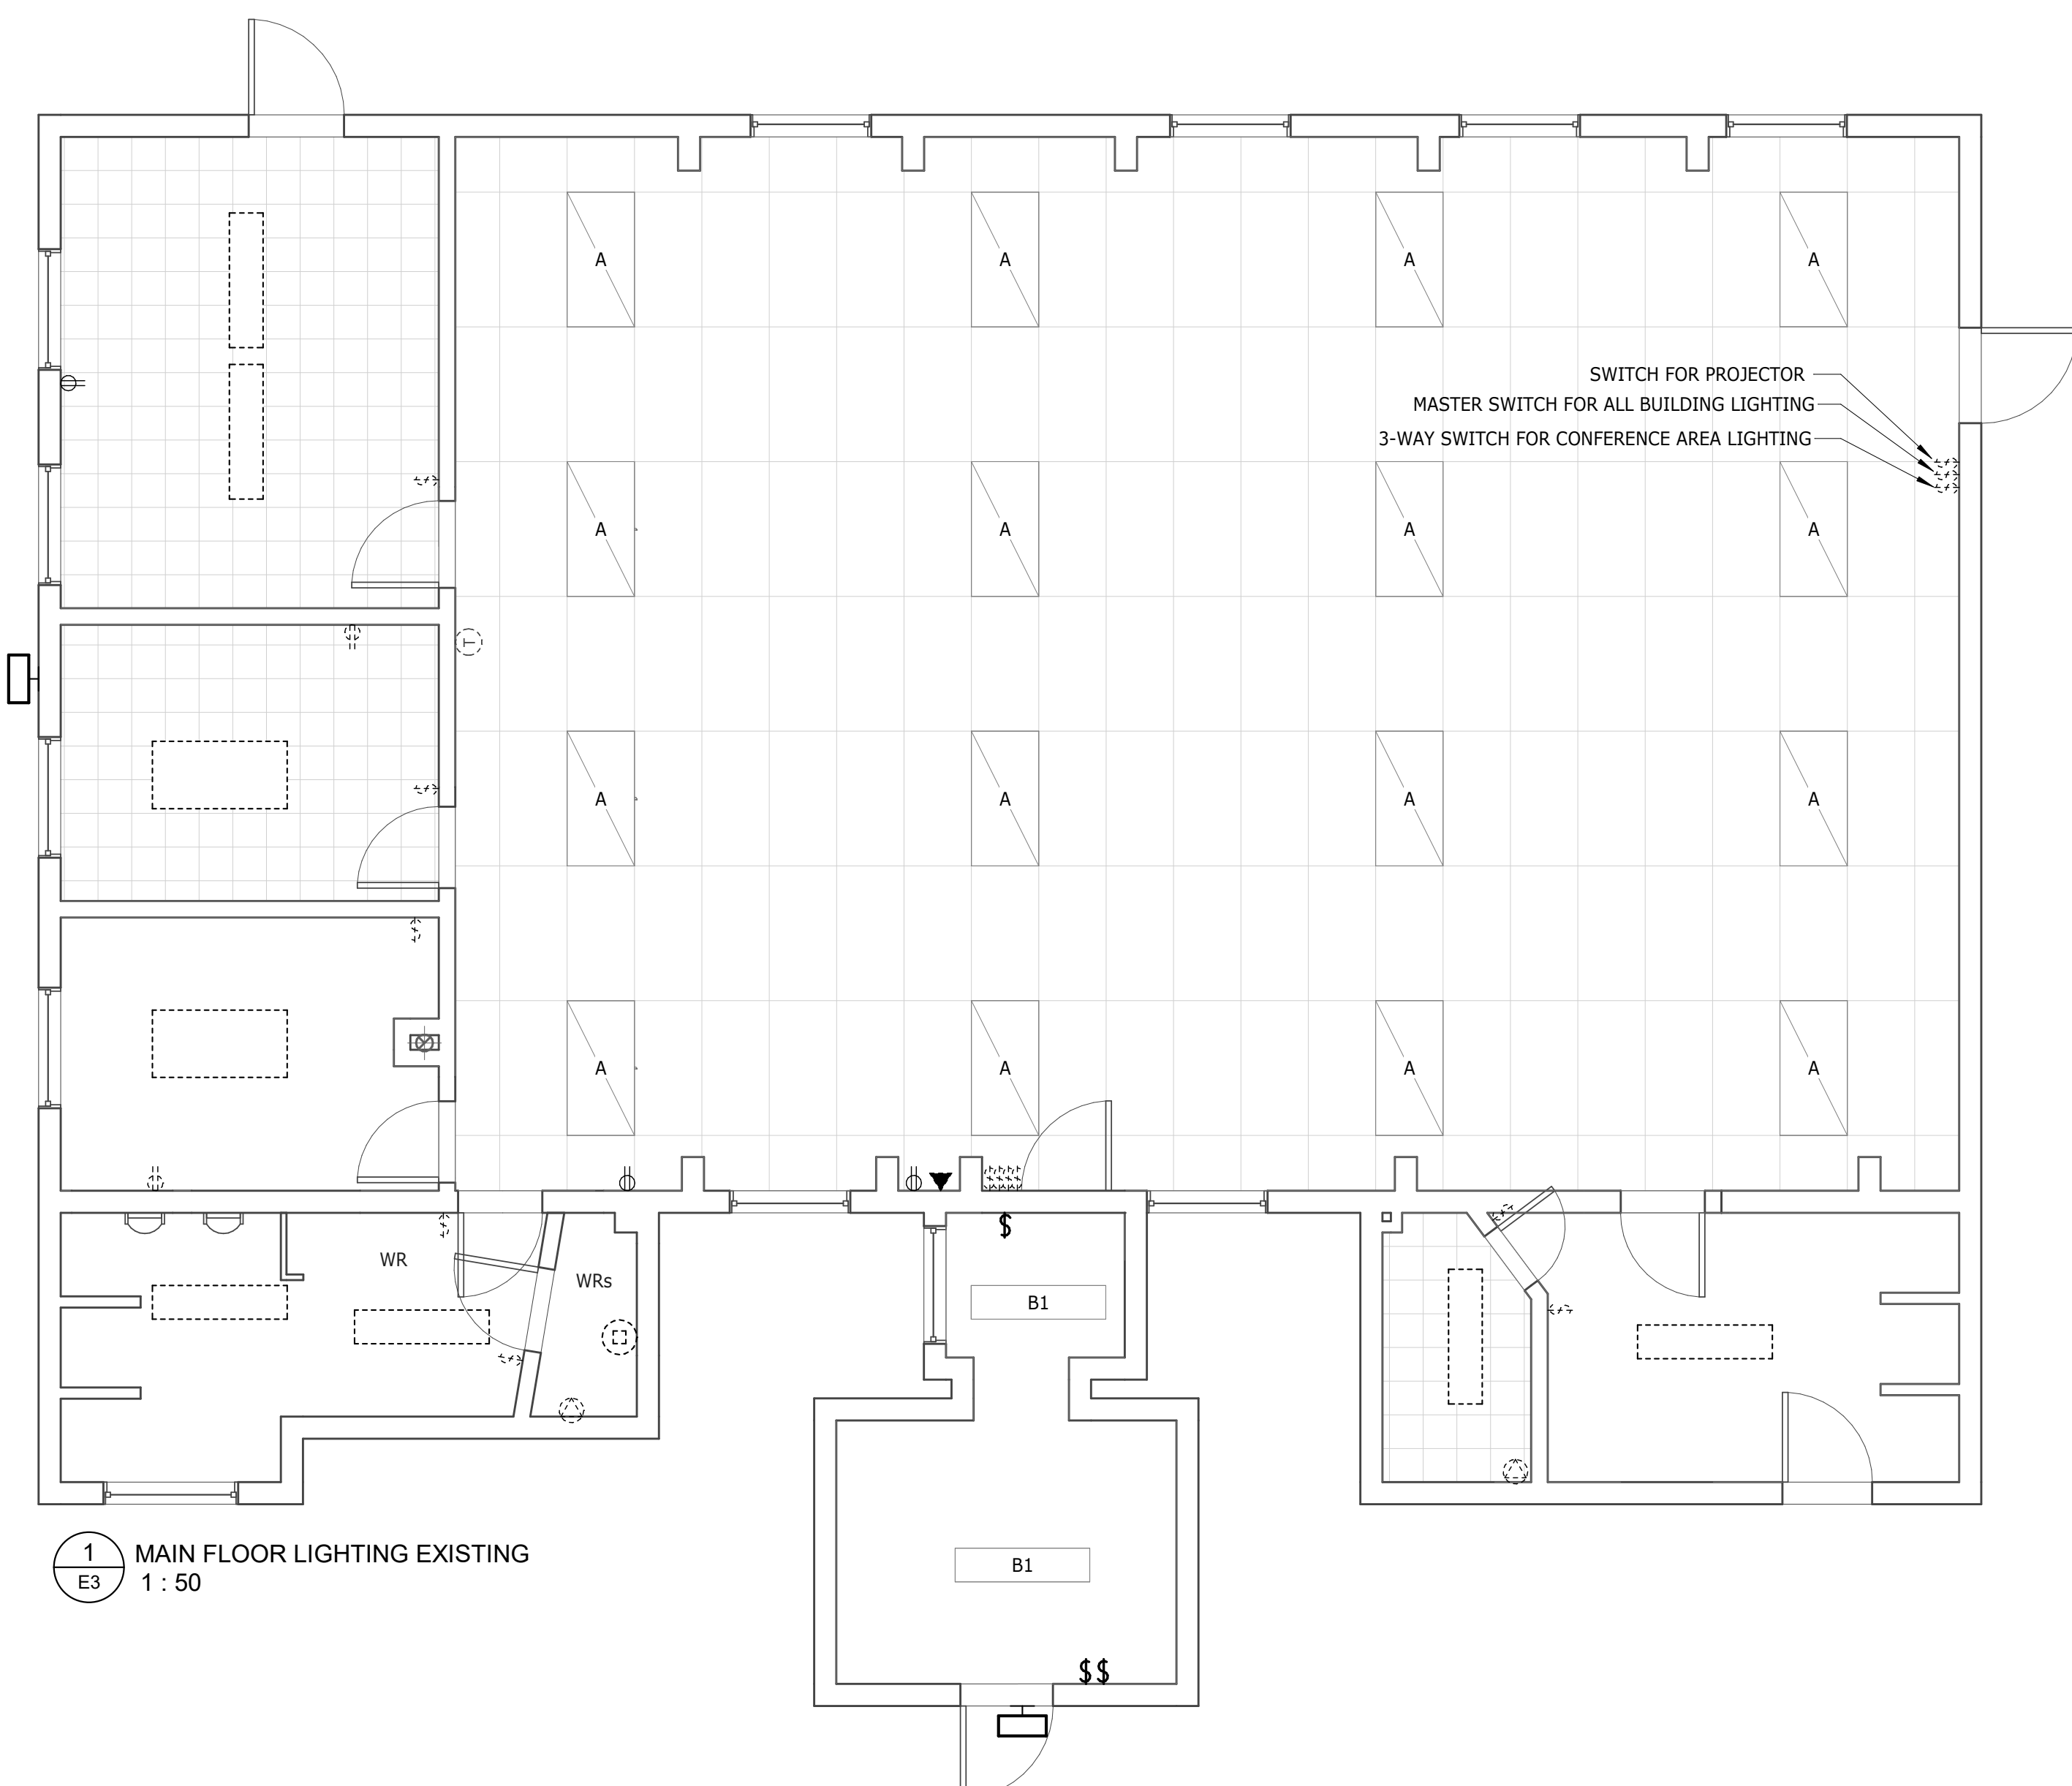 A A A A
SWITCH FOR PROJECTOR
MASTER SWITCH FOR ALL BUILDING LIGHTING
3-WAY SWITCH FOR CONFERENCE AREA LIGHTING
A A A A
T
A A A A
A A A A
$
WR
WRs
B1
1
E3
MAIN FLOOR LIGHTING EXISTING
1 : 50
B1
$$